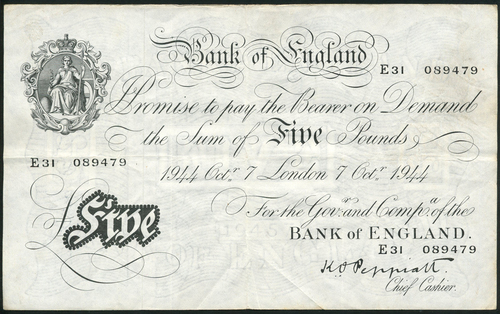 Bank of England
E31 089479
I Promise to pay the Bearer on Demand
the Sum of Five Pounds
E31 089479
1944 Octr. 7 London 7 Octr. 1944
For the Govr. and Compa. of the
BANK of ENGLAND.
E31 089479
£Five
K.O. Peppiatt
Chief Cashier.